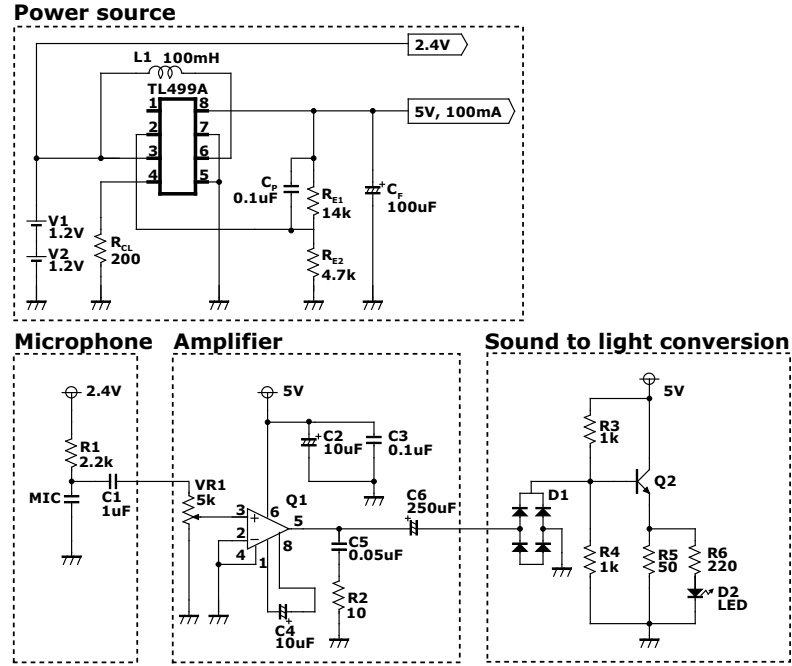 Power source
2.4V
L1 100mH
TL499A
1 8
2 7
3 6
4 5
5V, 100mA
CP
0.1uF
RE1
14k
CF
100uF
+
V1
1.2V
V2
1.2V
RCL
200
RE2
4.7k
Microphone
2.4V
R1
2.2k
MIC
C1
1uF
Amplifier
5V
C2
10uF
+
C3
0.1uF
VR1
5k
Q1
3
+
6
5
2
−
8
4
1
C6
250uF
+
C5
0.05uF
R2
10
C4
10uF
+
Sound to light conversion
5V
R3
1k
Q2
D1
R4
1k
R5
50
R6
220
D2
LED